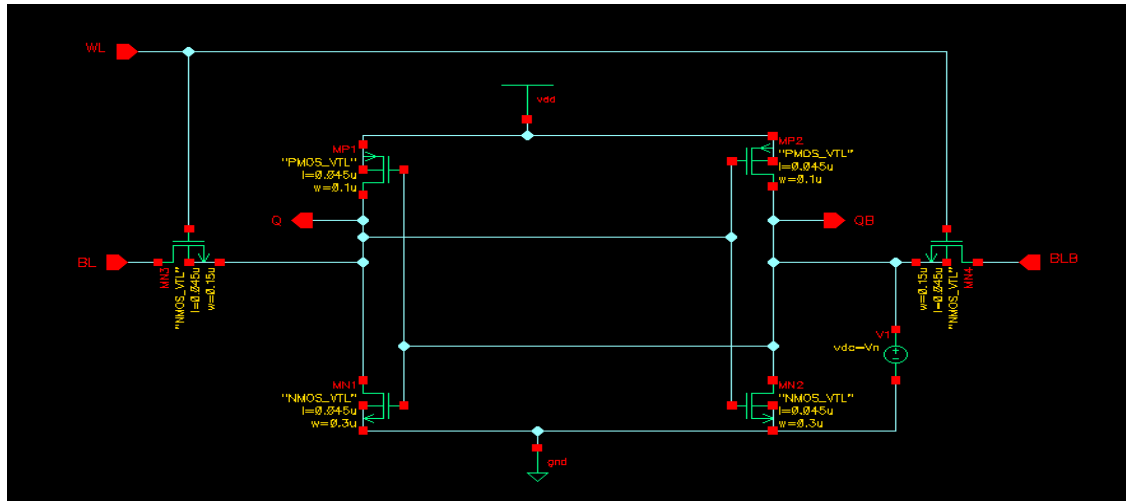 WL
vdd
MP1
"PMOS_VTL"
l=0.045u
w=0.1u
MP2
"PMOS_VTL"
l=0.045u
w=0.1u
Q
QB
BL
MN3
"NMOS_VTL"
l=0.045u
w=0.15u
w=0.15u
l=0.045u
"NMOS_VTL"
MN4
BLB
V1
vdc=Vn
MN1
"NMOS_VTL"
l=0.045u
w=0.3u
MN2
"NMOS_VTL"
l=0.045u
w=0.3u
gnd